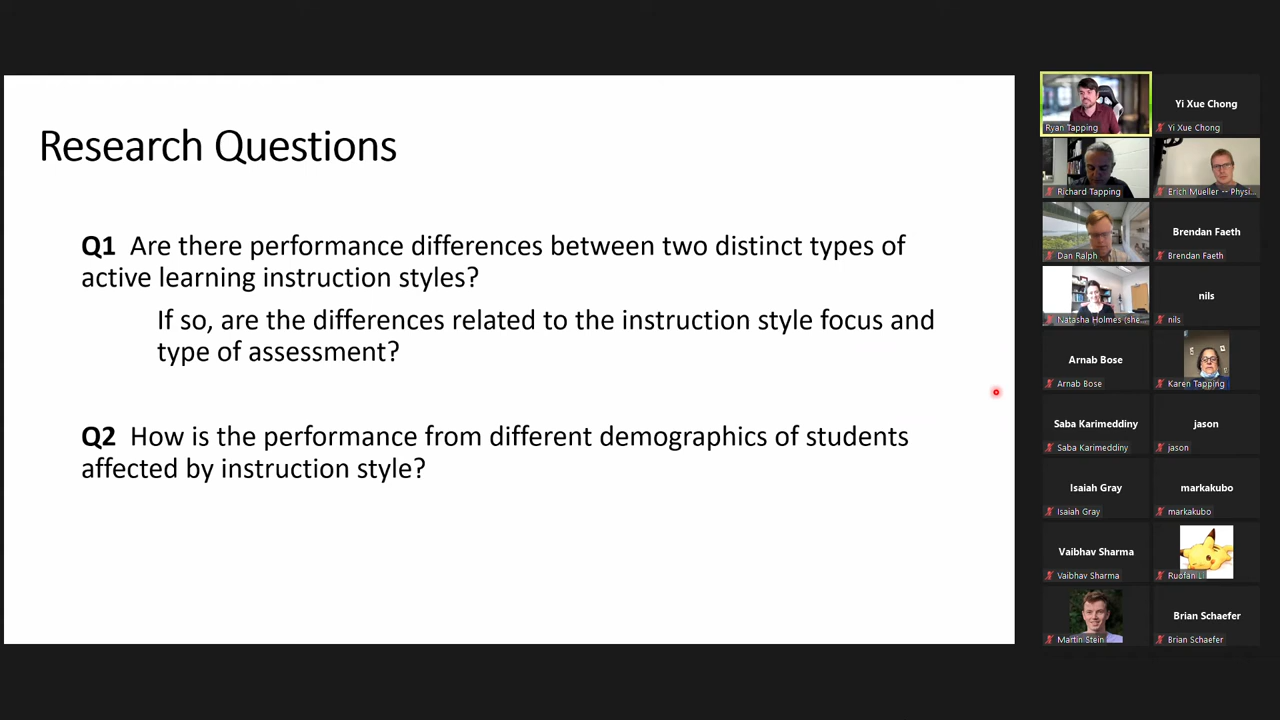 Research Questions
Q1 Are there performance differences between two distinct types of
active learning instruction styles?
If so, are the differences related to the instruction style focus and
type of assessment?
Q2 How is the performance from different demographics of students
affected by instruction style?
Ryan Tapping
Yi Xue Chong
Yi Xue Chong
Richard Tapping
Erich Mueller -- Physi...
Dan Ralph
Brendan Faeth
Brendan Faeth
Natasha Holmes (she...
nils
nils
Arnab Bose
Arnab Bose
Karen Tapping
Saba Karimeddiny
Saba Karimeddiny
jason
jason
Isaiah Gray
Isaiah Gray
markakubo
markakubo
Vaibhav Sharma
Vaibhav Sharma
Ruofan Li
Martin Stein
Brian Schaefer
Brian Schaefer